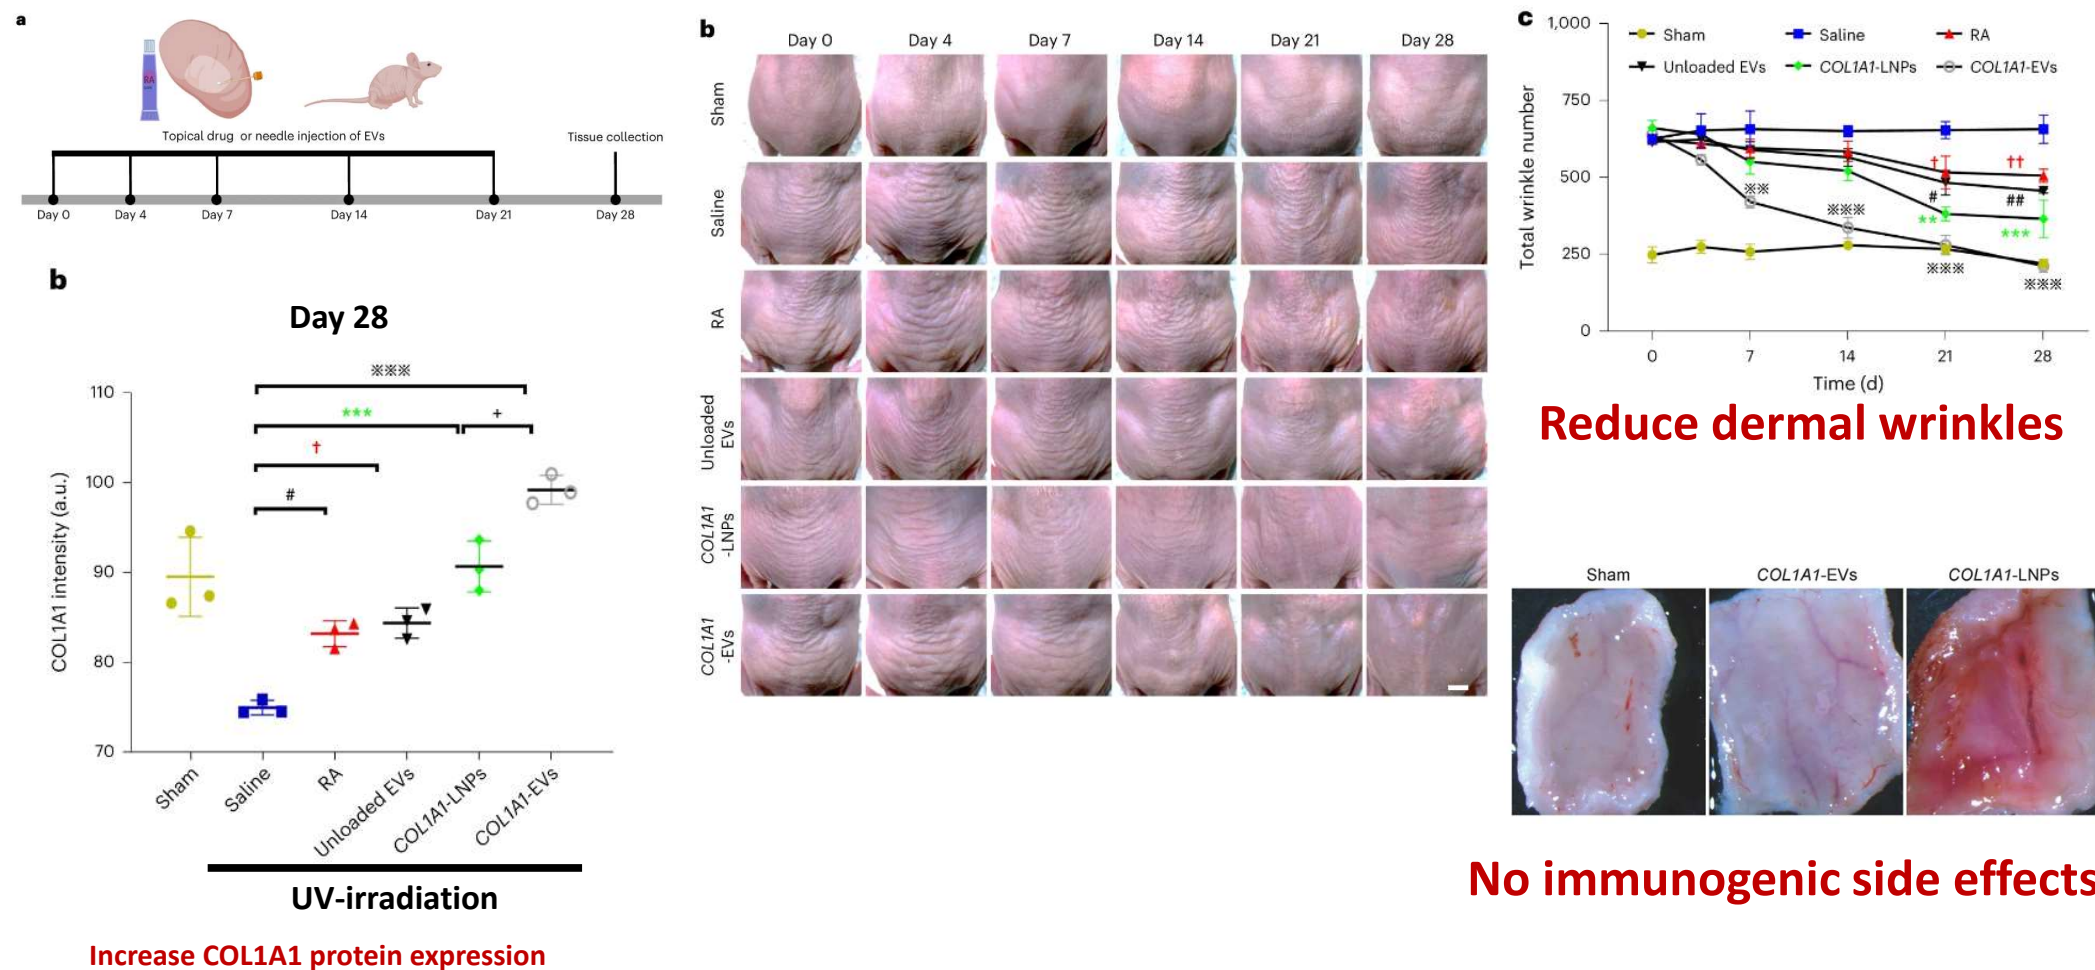 a
RA
Topical drug or needle injection of EVs
Tissue collection
Day 0
Day 4
Day 7
Day 14
Day 21
Day 28
b
Day 28
※※※
***
+
†
#
COL1A1 intensity (a.u.)
110
100
90
80
70
Sham
Saline
RA
Unloaded EVs
COL1A1-LNPs
COL1A1-EVs
UV-irradiation
Increase COL1A1 protein expression
b
Day 0
Day 4
Day 7
Day 14
Day 21
Day 28
Sham
Saline
RA
Unloaded
EVs
COL1A1
-LNPs
COL1A1
-EVs
c
Sham
Saline
RA
Unloaded EVs
COL1A1-LNPs
COL1A1-EVs
Total wrinkle number
1,000
750
500
250
0
※※
※※※
†
#
**
※※※
††
##
***
※※※
0
7
14
21
28
Time (d)
Reduce dermal wrinkles
Sham
COL1A1-EVs
COL1A1-LNPs
No immunogenic side effects